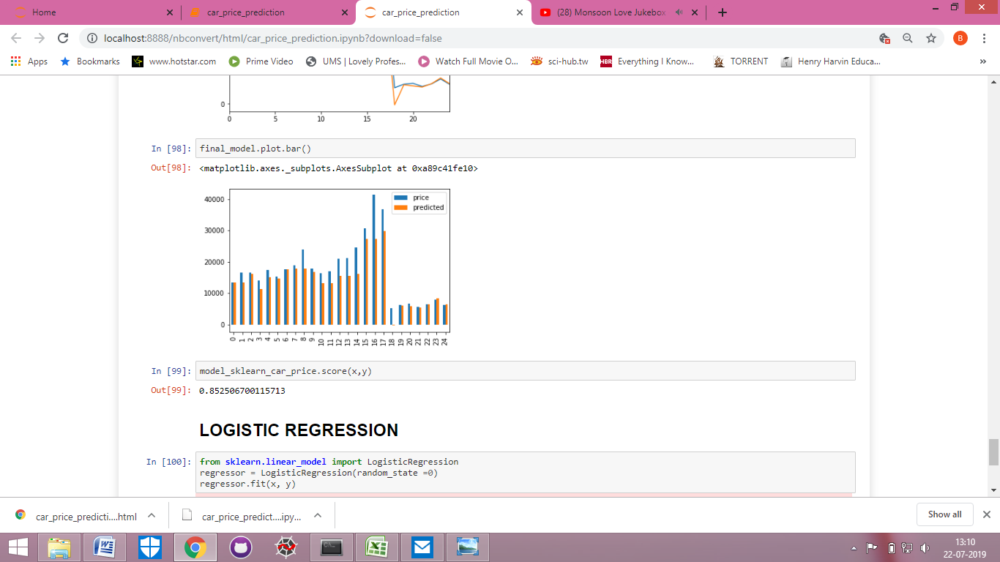 Home
car_price_prediction
car_price_prediction
(28) Monsoon Love Jukebox
localhost:8888/nbconvert/html/car_price_prediction.ipynb?download=false
B
Apps Bookmarks www.hotstar.com Prime Video UMS | Lovely Profes... Watch Full Movie O... sci-hub.tw HBR Everything I Know... TORRENT Henry Harvin Educa... »
0
0 5 10 15 20
In [98]: final_model.plot.bar()
Out[98]: <matplotlib.axes._subplots.AxesSubplot at 0xa89c41fe10>
price
predicted
40000
30000
20000
10000
0
0 1 2 3 4 5 6 7 8 9 10 11 12 13 14 15 16 17 18 19 20 21 22 23 24
In [99]: model_sklearn_car_price.score(x,y)
Out[99]: 0.852506700115713
LOGISTIC REGRESSION
In [100]: from sklearn.linear_model import LogisticRegression
regressor = LogisticRegression(random_state =0)
regressor.fit(x, y)
car_price_predicti....html
car_price_predict....ipy...
Show all
13:10
22-07-2019